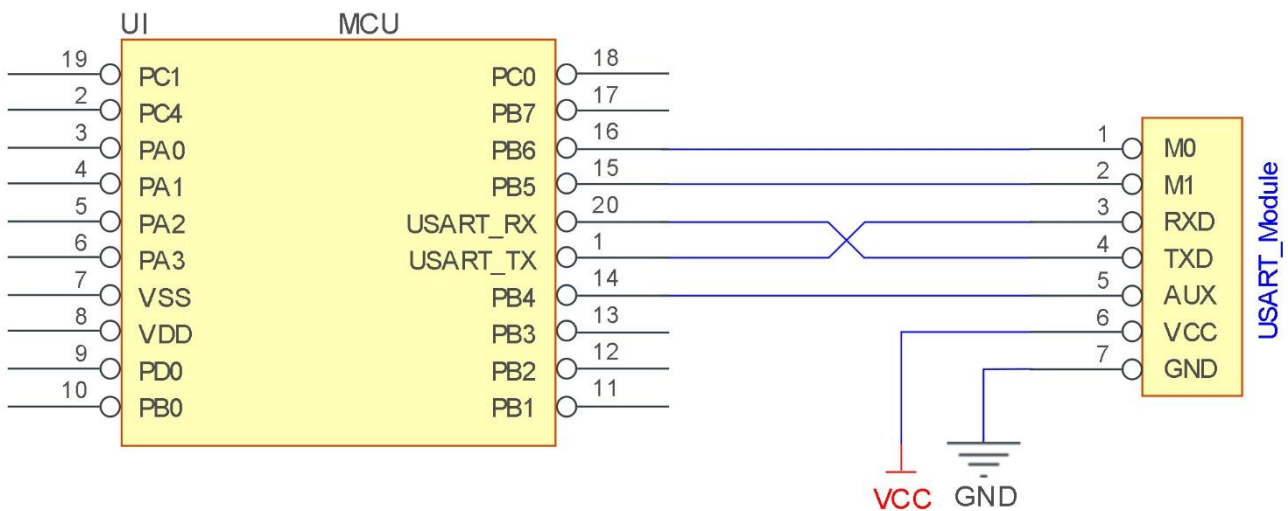 UI MCU
19 PC1 PC0 18
2 PC4 PB7 17
3 PA0 PB6 16 1 M0
4 PA1 PB5 15 2 M1
5 PA2 USART_RX 20 3 RXD
6 PA3 USART_TX 1 4 TXD
7 VSS PB4 14 5 AUX
8 VDD PB3 13 6 VCC
9 PD0 PB2 12 7 GND
10 PB0 PB1 11
USART_Module
VCC GND